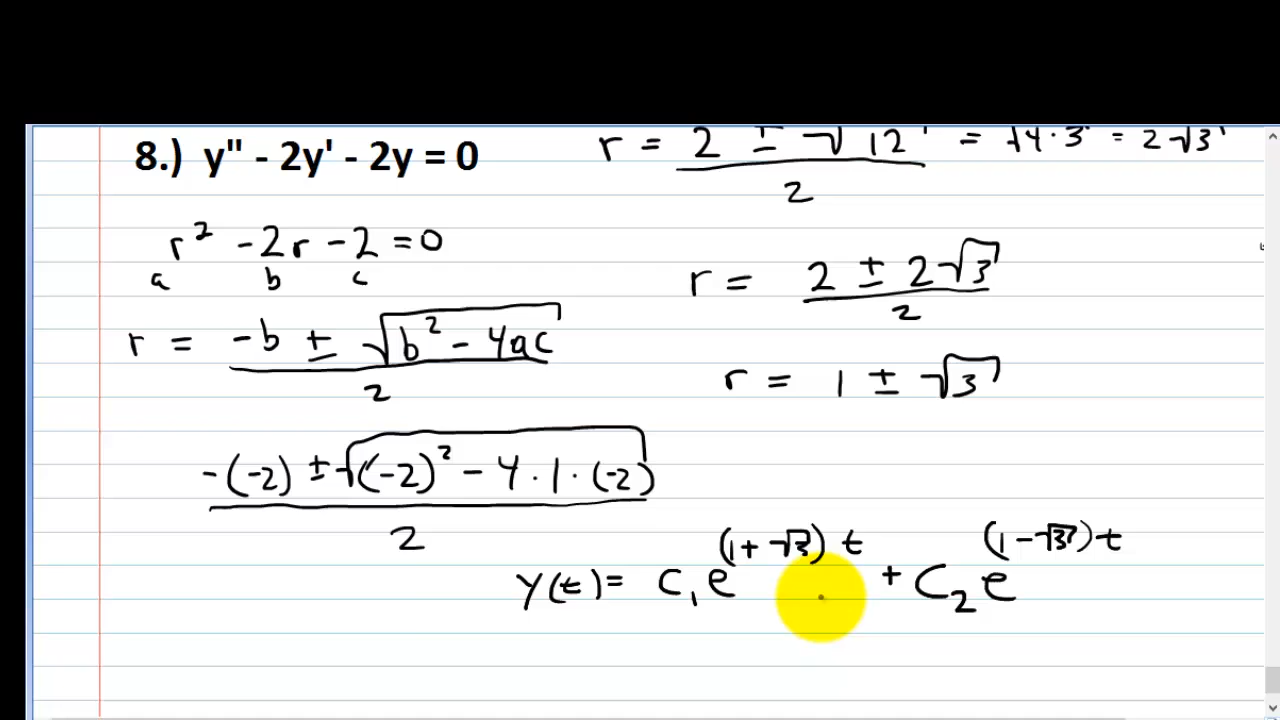 8.) y" - 2y' - 2y = 0
r² - 2r - 2 = 0
a b c
r = (-b ± √(b² - 4ac)) / 2
(-(-2) ± √((-2)² - 4 · 1 · (-2))) / 2
r = (2 ± √12) / 2 = √4·3 = 2√3
r = (2 ± 2√3) / 2
r = 1 ± √3
y(t) = c₁e^(1+√3)t + c₂e^(1-√3)t